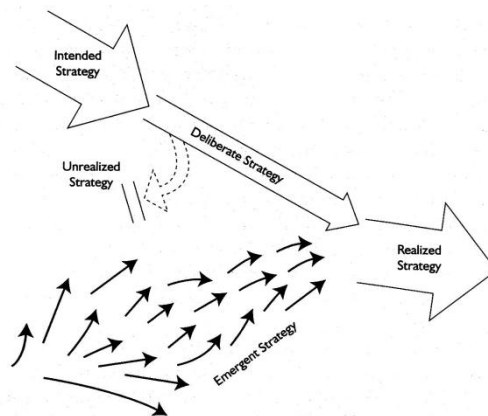 Intended
Strategy
Deliberate Strategy
Unrealized
Strategy
Realized
Strategy
Emergent Strategy